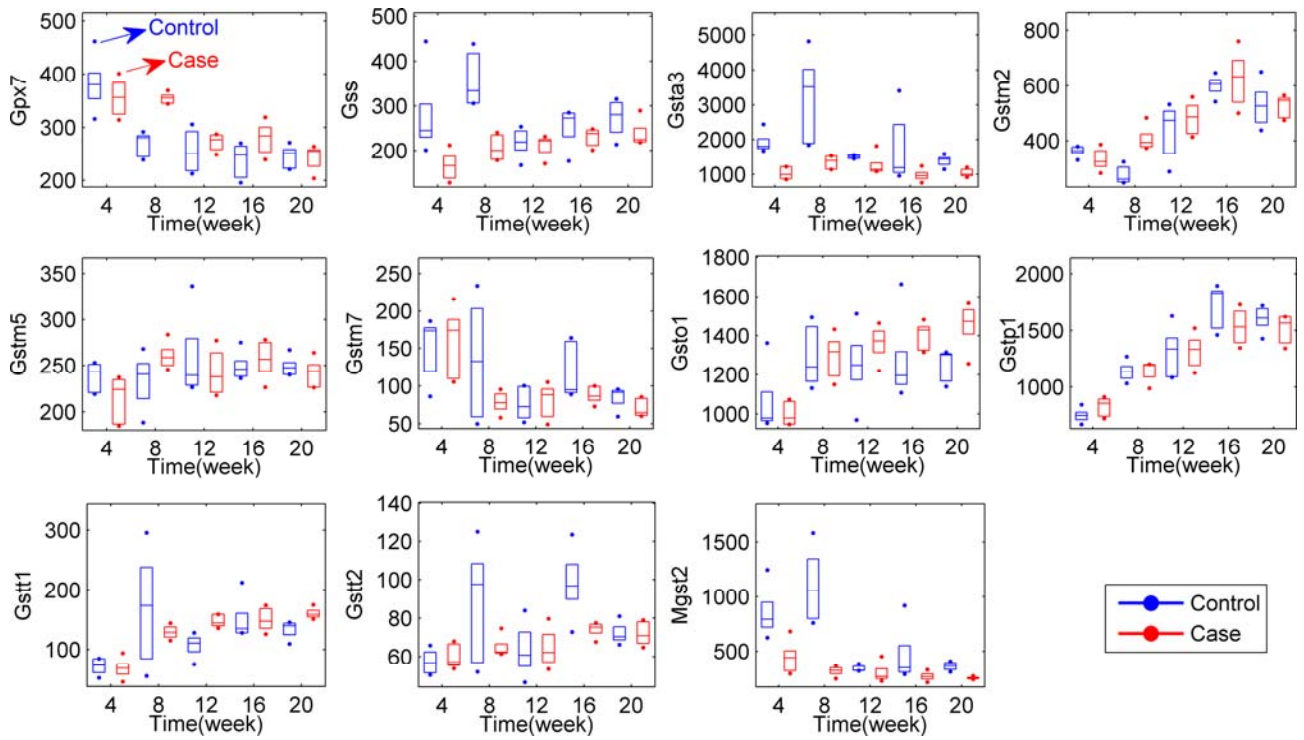 Gpx7
500
400
300
200
4 8 12 16 20
Time(week)
Control
Case
Gss
500
400
300
200
4 8 12 16 20
Time(week)
Gsta3
5000
4000
3000
2000
1000
4 8 12 16 20
Time(week)
Gstm2
800
600
400
4 8 12 16 20
Time(week)
Gstm5
350
300
250
200
4 8 12 16 20
Time(week)
Gstm7
250
200
150
100
50
4 8 12 16 20
Time(week)
Gsto1
1800
1600
1400
1200
1000
4 8 12 16 20
Time(week)
Gstp1
2000
1500
1000
4 8 12 16 20
Time(week)
Gstt1
300
200
100
4 8 12 16 20
Time(week)
Gstt2
140
120
100
80
60
4 8 12 16 20
Time(week)
Mgst2
1500
1000
500
4 8 12 16 20
Time(week)
Control
Case